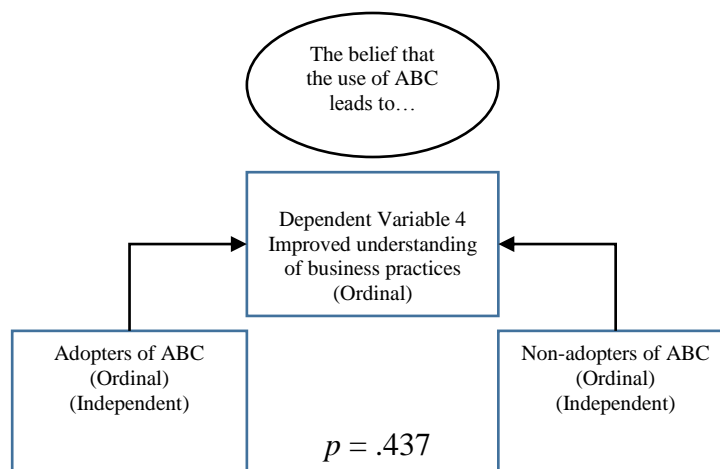 The belief that
the use of ABC
leads to…
Dependent Variable 4
Improved understanding
of business practices
(Ordinal)
Adopters of ABC
(Ordinal)
(Independent)
Non-adopters of ABC
(Ordinal)
(Independent)
p = .437